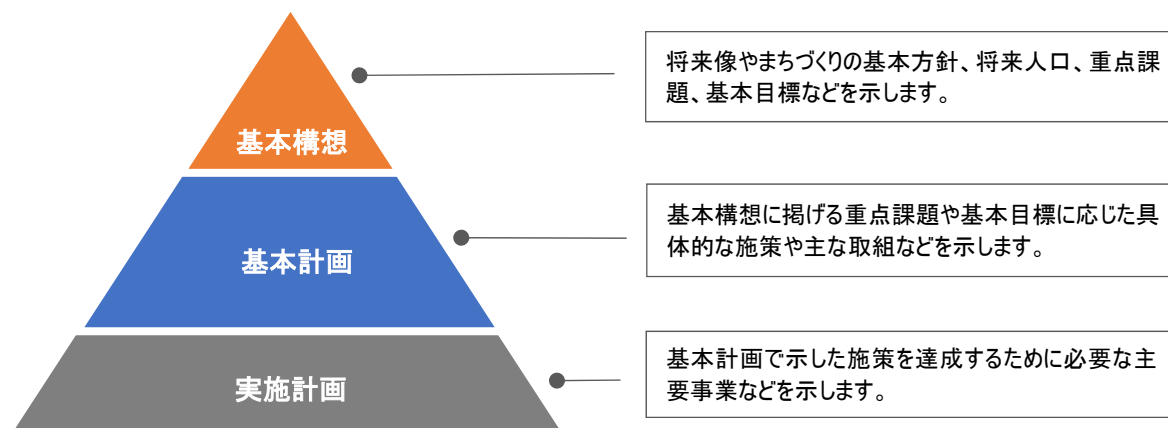 将来像やまちづくりの基本方針、将来人口、重点課
題、基本目標などを示します。
基本構想
基本構想に掲げる重点課題や基本目標に応じた具
体的な施策や主な取組などを示します。
基本計画
基本計画で示した施策を達成するために必要な主
要事業などを示します。
実施計画